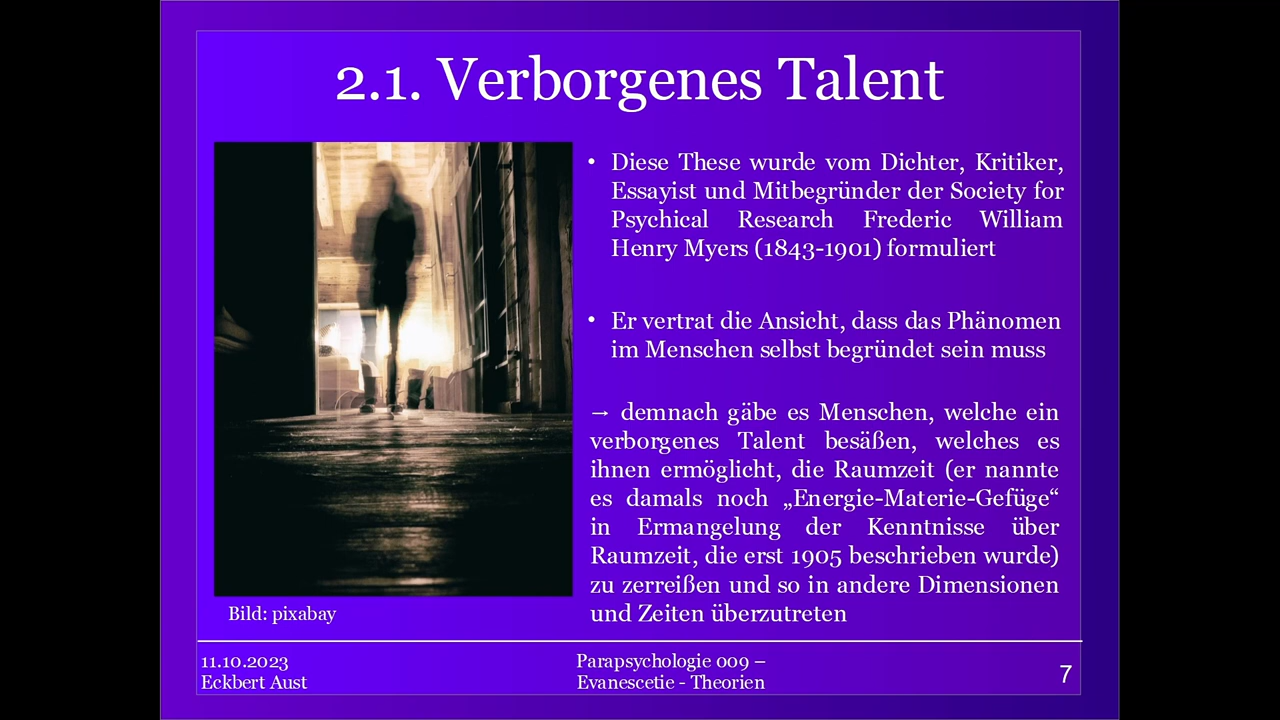 2.1. Verborgenes Talent
• Diese These wurde vom Dichter, Kritiker,
Essayist und Mitbegründer der Society for
Psychical Research Frederic William
Henry Myers (1843-1901) formuliert
• Er vertrat die Ansicht, dass das Phänomen
im Menschen selbst begründet sein muss
→ demnach gäbe es Menschen, welche ein
verborgenes Talent besäßen, welches es
ihnen ermöglicht, die Raumzeit (er nannte
es damals noch „Energie-Materie-Gefüge“
in Ermangelung der Kenntnisse über
Raumzeit, die erst 1905 beschrieben wurde)
zu zerreißen und so in andere Dimensionen
und Zeiten überzutreten
Bild: pixabay
11.10.2023
Eckbert Aust
Parapsychologie 009 –
Evanescetie - Theorien
7